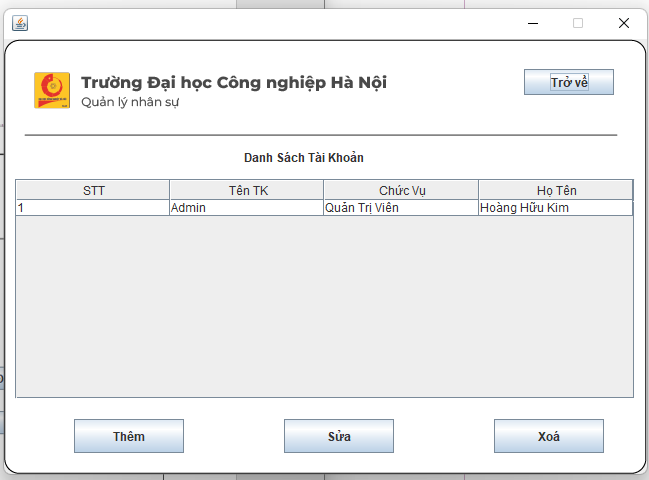 Trường Đại học Công nghiệp Hà Nội
Quản lý nhân sự
Trở về
Danh Sách Tài Khoản
STT Tên TK Chức Vụ Họ Tên
1 Admin Quản Trị Viên Hoàng Hữu Kim
Thêm Sửa Xoá